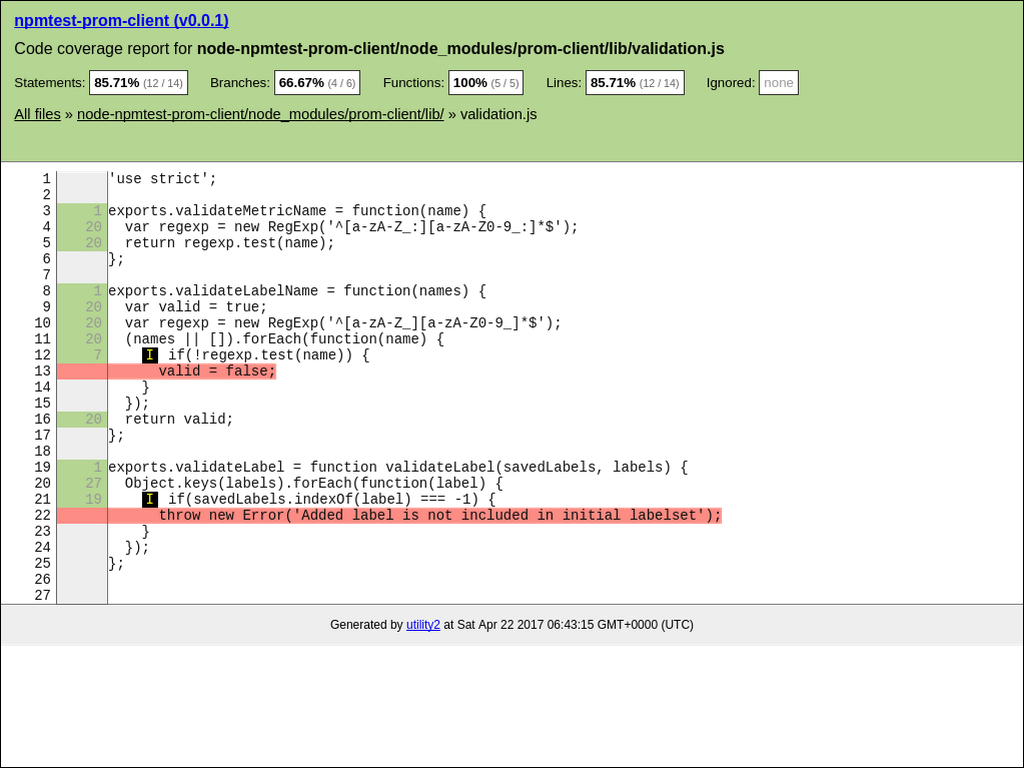 npmtest-prom-client (v0.0.1)
Code coverage report for node-npmtest-prom-client/node_modules/prom-client/lib/validation.js
Statements: 85.71% (12 / 14) Branches: 66.67% (4 / 6) Functions: 100% (5 / 5) Lines: 85.71% (12 / 14) Ignored: none
All files » node-npmtest-prom-client/node_modules/prom-client/lib/ » validation.js
1 'use strict';
2
3 1 exports.validateMetricName = function(name) {
4 20 var regexp = new RegExp('^[a-zA-Z_:][a-zA-Z0-9_:]*$');
5 20 return regexp.test(name);
6 };
7
8 1 exports.validateLabelName = function(names) {
9 20 var valid = true;
10 20 var regexp = new RegExp('^[a-zA-Z_][a-zA-Z0-9_]*$');
11 20 (names || []).forEach(function(name) {
12 7 I if(!regexp.test(name)) {
13 valid = false;
14 }
15 });
16 20 return valid;
17 };
18
19 1 exports.validateLabel = function validateLabel(savedLabels, labels) {
20 27 Object.keys(labels).forEach(function(label) {
21 19 I if(savedLabels.indexOf(label) === -1) {
22 throw new Error('Added label is not included in initial labelset');
23 }
24 });
25 };
26
27
Generated by utility2 at Sat Apr 22 2017 06:43:15 GMT+0000 (UTC)